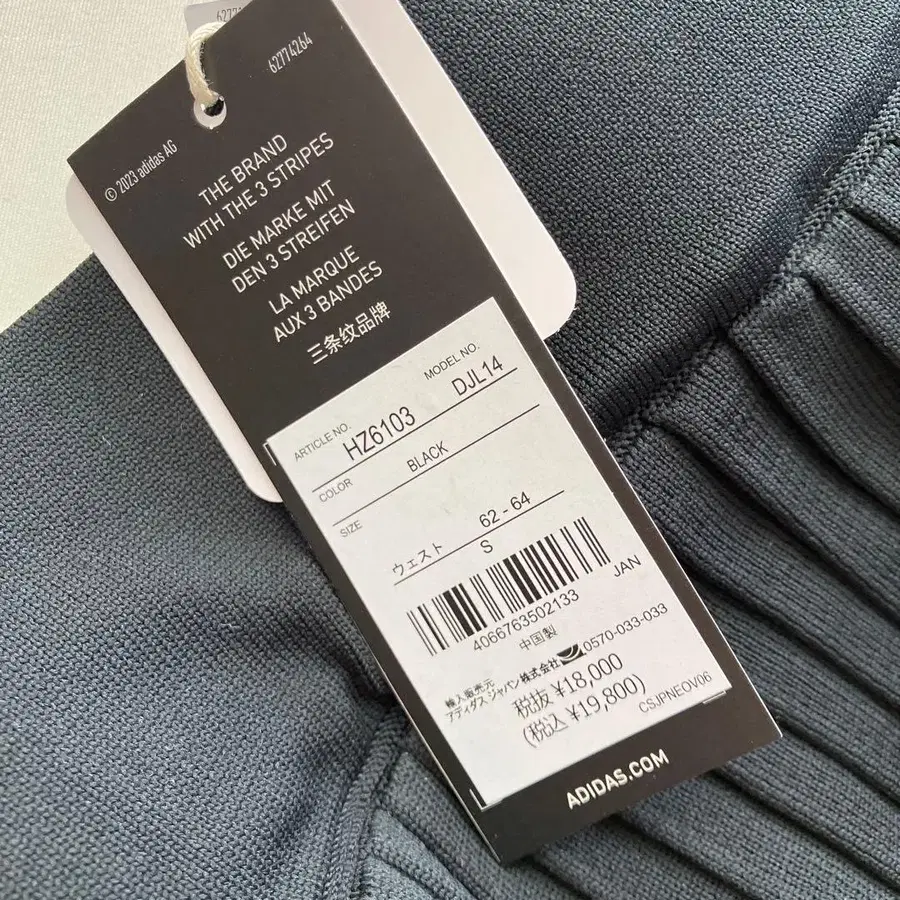 62774264
© 2023 adidas AG
THE BRAND
WITH THE 3 STRIPES
DIE MARKE MIT
DEN 3 STREIFEN
LA MARQUE
AUX 3 BANDES
三条纹品牌
ARTICLE NO. MODEL NO.
HZ6103 DJL14
COLOR BLACK
SIZE
ウェスト 62 - 64
S
JAN
4066763502133
中国製
輸入販売元
アディダス ジャパン株式会社 0570-033-033
税抜 ¥18,000
(税込 ¥19,800)
CSJPNEOV06
ADIDAS.COM